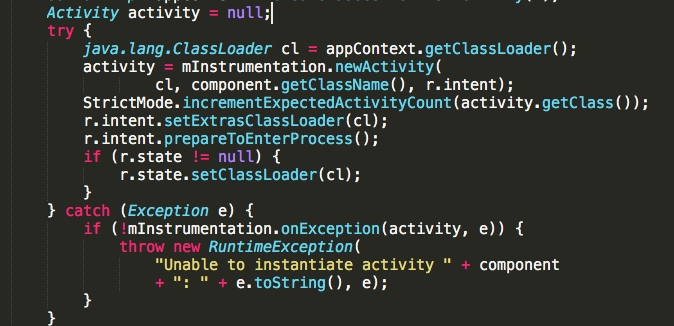 Activity activity = null;
try {
java.lang.ClassLoader cl = appContext.getClassLoader();
activity = mInstrumentation.newActivity(
cl, component.getClassName(), r.intent);
StrictMode.incrementExpectedActivityCount(activity.getClass());
r.intent.setExtrasClassLoader(cl);
r.intent.prepareToEnterProcess();
if (r.state != null) {
r.state.setClassLoader(cl);
}
} catch (Exception e) {
if (!mInstrumentation.onException(activity, e)) {
throw new RuntimeException(
"Unable to instantiate activity " + component
+ ": " + e.toString(), e);
}
}